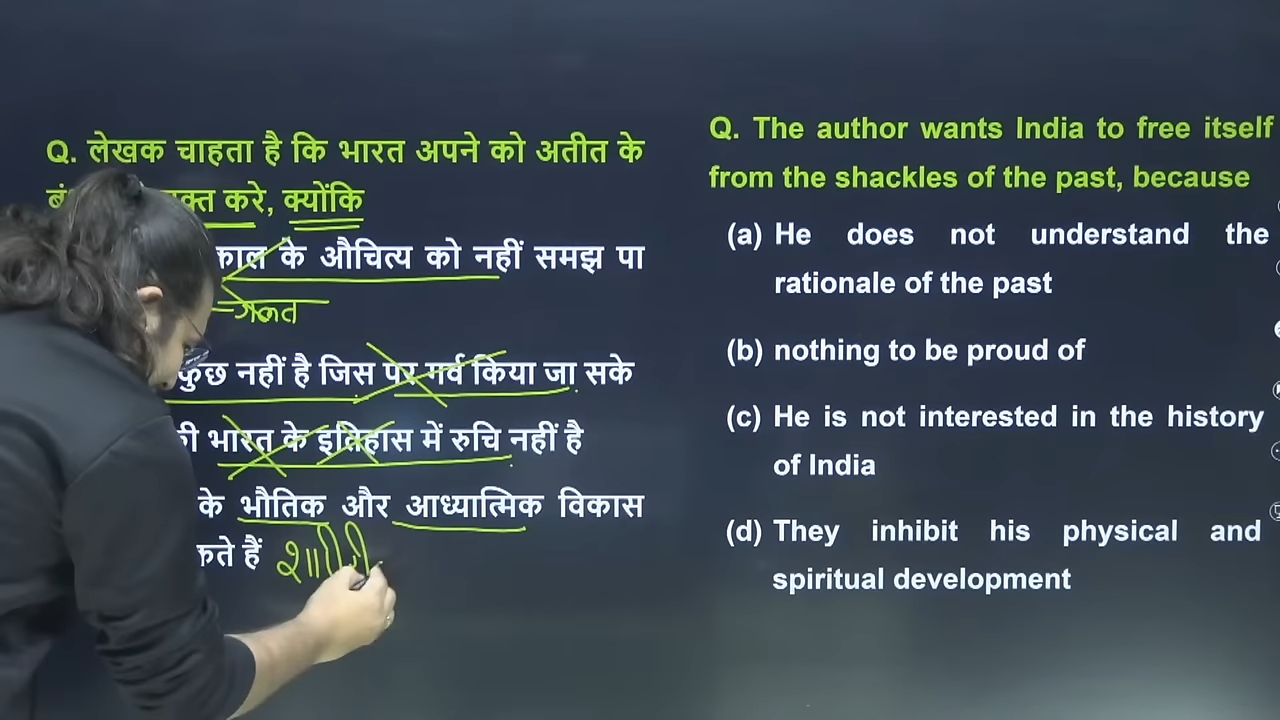 Q. लेखक चाहता है कि भारत अपने को अतीत के
करे, क्योंकि
के औचित्य को नहीं समझ पा
गलत
कुछ नहीं है जिस पर गर्व किया जा सके
भारत के इतिहास में रुचि नहीं है
के भौतिक और आध्यात्मिक विकास
हैं
Q. The author wants India to free itself
from the shackles of the past, because
(a) He does not understand the
rationale of the past
(b) nothing to be proud of
(c) He is not interested in the history
of India
(d) They inhibit his physical and
spiritual development